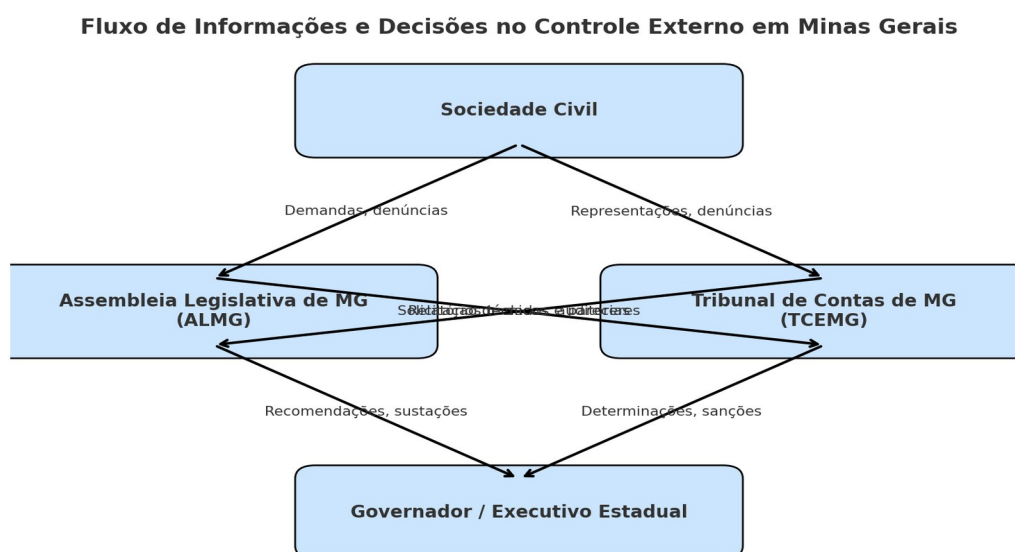 Fluxo de Informações e Decisões no Controle Externo em Minas Gerais
Sociedade Civil
Demandas, denúncias
Representações, denúncias
Assembleia Legislativa de MG
(ALMG)
Tribunal de Contas de MG
(TCEMG)
Recomendações, sustações
Determinações, sanções
Governador / Executivo Estadual